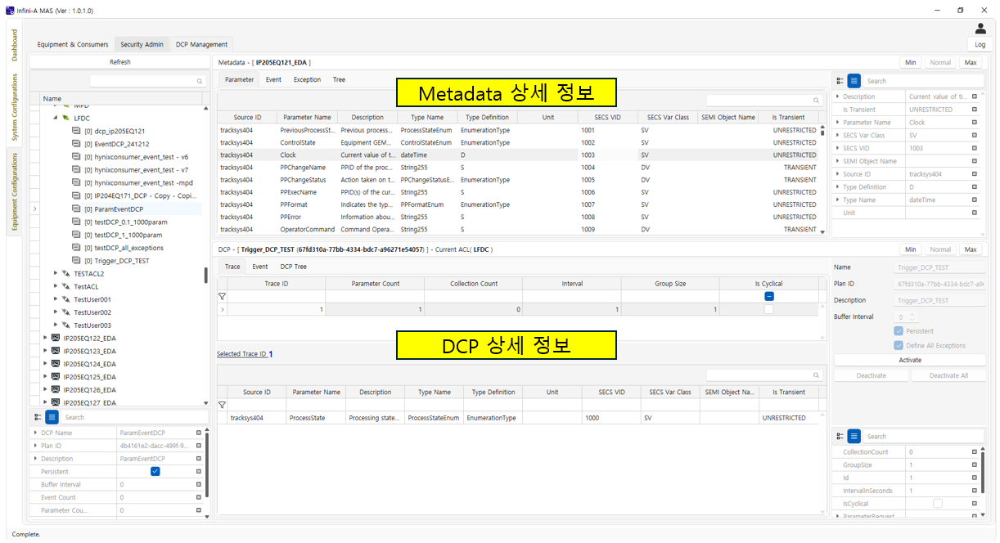 Infini-A MAS (Ver : 1.0.1.0)
Dashboard
System Configurations
Equipment Configurations
Equipment & Consumers Security Admin DCP Management
Log
Refresh
Name
MPD
LFDC
[0] dcp_ip205EQ121
[0] EventDCP_241212
[0] hynixconsumer_event_test - v6
[0] hynixconsumer_event_test - v7
[0] hynixconsumer_event_test -mpd
[0] IP204EQ171_DCP - Copy - Copi...
[0] ParamEventDCP
[0] testDCP_0.1_1000param
[0] testDCP_1_1000param
[0] testDCP_all_exceptions
[0] Trigger_DCP_TEST
TESTACL2
TestACL
TestUser001
TestUser002
TestUser003
IP205EQ122_EDA
IP205EQ123_EDA
IP205EQ124_EDA
IP205EQ125_EDA
IP205EQ126_EDA
IP205EQ127_EDA
Search
DCP Name ParamEventDCP
Plan ID 4b4161e2-dacc-499f-9...
Description ParamEventDCP
Persistent
Buffer Interval 0
Event Count 0
Parameter Cou... 0
Metadata - [ IP205EQ121_EDA ] Min Normal Max
Parameter Event Exception Tree
Metadata 상세 정보
Source ID Parameter Name Description Type Name Type Definition Unit SECS VID SECS Var Class SEMI Object Name Is Transient
tracksys404 PreviousProcessSt... Previous process... ProcessStateEnum EnumerationType 1001 SV UNRESTRICTED
tracksys404 ControlState Equipment GEM... ControlStateEnum EnumerationType 1002 SV UNRESTRICTED
tracksys404 Clock Current value of t... dateTime D 1003 SV UNRESTRICTED
tracksys404 PPChangeName PPID of the proc... String255 S 1004 DV TRANSIENT
tracksys404 PPChangeStatus Action taken on t... PPChangeStatusE... EnumerationType 1005 DV TRANSIENT
tracksys404 PPExecName PPID(s) of the cur... String255 S 1006 SV UNRESTRICTED
tracksys404 PPFormat Indicates the typ... PPFormatEnum EnumerationType 1007 SV UNRESTRICTED
tracksys404 PPError Information abou... String255 S 1008 SV UNRESTRICTED
tracksys404 OperatorCommand Command Opera... String255 S 1009 DV TRANSIENT
Search
Description Current value of ti...
Is Transient UNRESTRICTED
Parameter Name Clock
SECS Var Class SV
SECS VID 1003
SEMI Object Name
Source ID tracksys404
Type Definition D
Type Name dateTime
Unit
DCP - [ Trigger_DCP_TEST (67fd310a-77bb-4334-bdc7-a96271e54057) ] - Current ACL( LFDC ) Min Normal Max
Trace Event DCP Tree
Trace ID Parameter Count Collection Count Interval Group Size Is Cyclical
1 1 0 1 1
DCP 상세 정보
Selected Trace ID 1
Source ID Parameter Name Description Type Name Type Definition Unit SECS VID SECS Var Class SEMI Object Na... Is Transient
tracksys404 ProcessState Processing state... ProcessStateEnum EnumerationType 1000 SV UNRESTRICTED
Name Trigger_DCP_TEST
Plan ID 67fd310a-77bb-4334-bdc7-a9
Description Trigger_DCP_TEST
Buffer Interval 0
Persistent
Define All Exceptions
Activate
Deactivate Deactivate All
Search
CollectionCount 0
GroupSize 1
Id 1
IntervalInSeconds 1
IsCyclical
ParameterRequest
Complete.